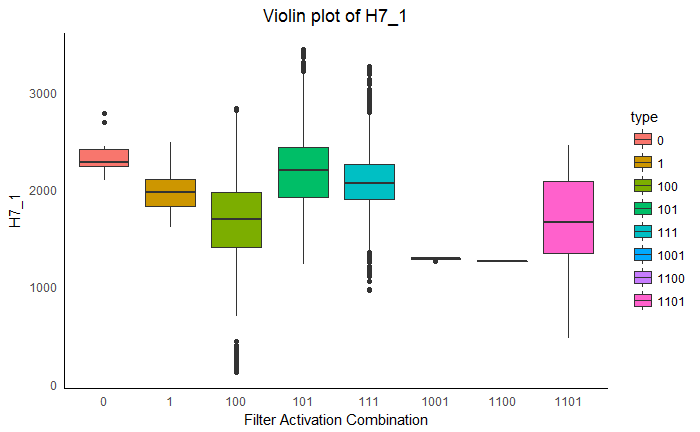 Violin plot of H7_1
H7_1
3000
2000
1000
0
0 1 100 101 111 1001 1100 1101
Filter Activation Combination
type
0
1
100
101
111
1001
1100
1101